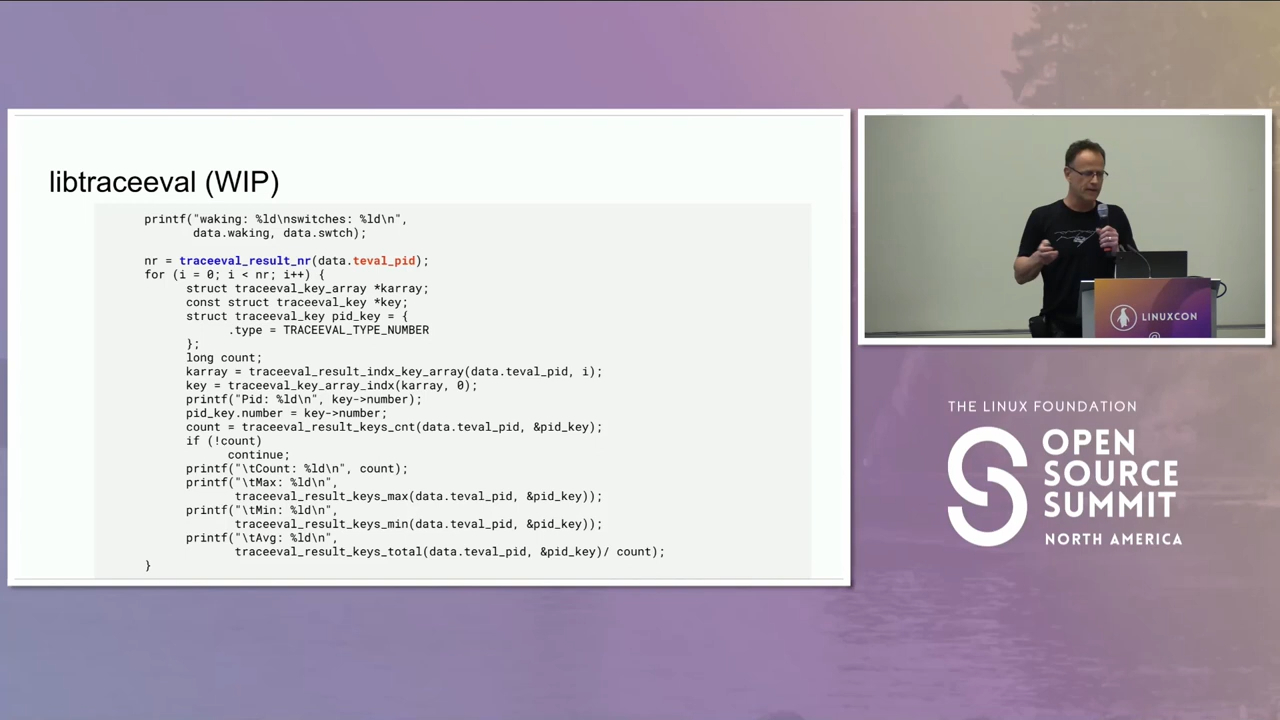 libtraceeval (WIP)
printf("waking: %ld\nswitches: %ld\n",
data.waking, data.swtch);
nr = traceeval_result_nr(data.teval_pid);
for (i = 0; i < nr; i++) {
struct traceeval_key_array *karray;
const struct traceeval_key *key;
struct traceeval_key pid_key = {
.type = TRACEEVAL_TYPE_NUMBER
};
long count;
karray = traceeval_result_indx_key_array(data.teval_pid, i);
key = traceeval_key_array_indx(karray, 0);
printf("Pid: %ld\n", key->number);
pid_key.number = key->number;
count = traceeval_result_keys_cnt(data.teval_pid, &pid_key);
if (!count)
continue;
printf("\tCount: %ld\n", count);
printf("\tMax: %ld\n",
traceeval_result_keys_max(data.teval_pid, &pid_key));
printf("\tMin: %ld\n",
traceeval_result_keys_min(data.teval_pid, &pid_key));
printf("\tAvg: %ld\n",
traceeval_result_keys_total(data.teval_pid, &pid_key)/ count);
}
LINUXCON
@
THE LINUX FOUNDATION
OPEN
SOURCE
SUMMIT
NORTH AMERICA